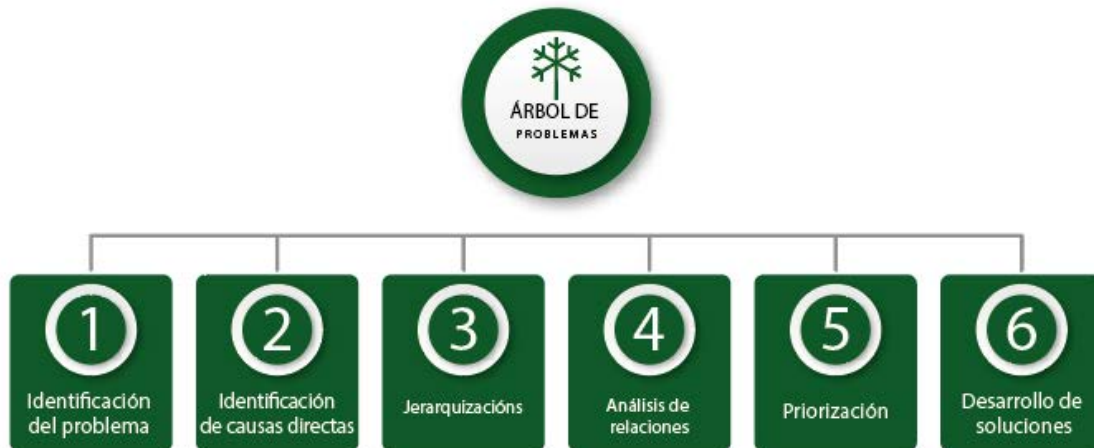 ÁRBOL DE
PROBLEMAS
1
Identificación
del problema
2
Identificación
de causas directas
3
Jerarquizacións
4
Análisis de
relaciones
5
Priorización
6
Desarrollo de
soluciones